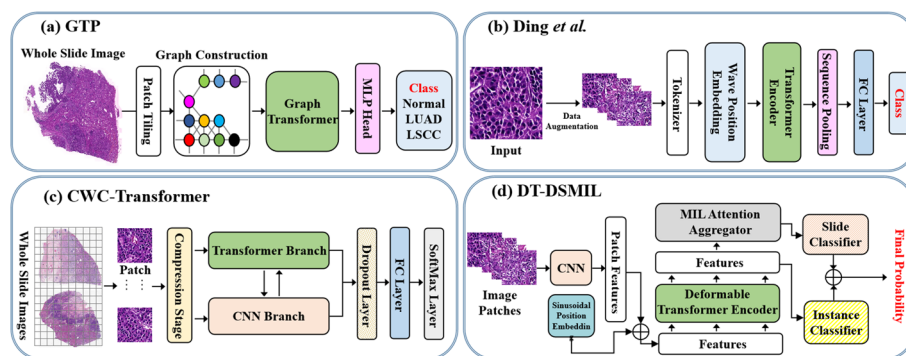 (a) GTP
Whole Slide Image
Patch Tiling
Graph Construction
Graph
Transformer
MLP Head
Class
Normal
LUAD
LSCC
(b) Ding et al.
Input
Data
Augmentation
Tokenizer
Wave Position
Embedding
Transformer
Encoder
Sequence Pooling
FC Layer
Class
(c) CWC-Transformer
Whole Slide Images
Patch
Compression Stage
Transformer Branch
CNN Branch
Dropout Layer
FC Layer
SoftMax Layer
(d) DT-DSMIL
Image
Patches
CNN
Patch Features
Sinusoidal
Position
Embeddin
MIL Attention
Aggregator
Features
Deformable
Transformer Encoder
Features
Slide
Classifier
Instance
Classifier
Final Probability